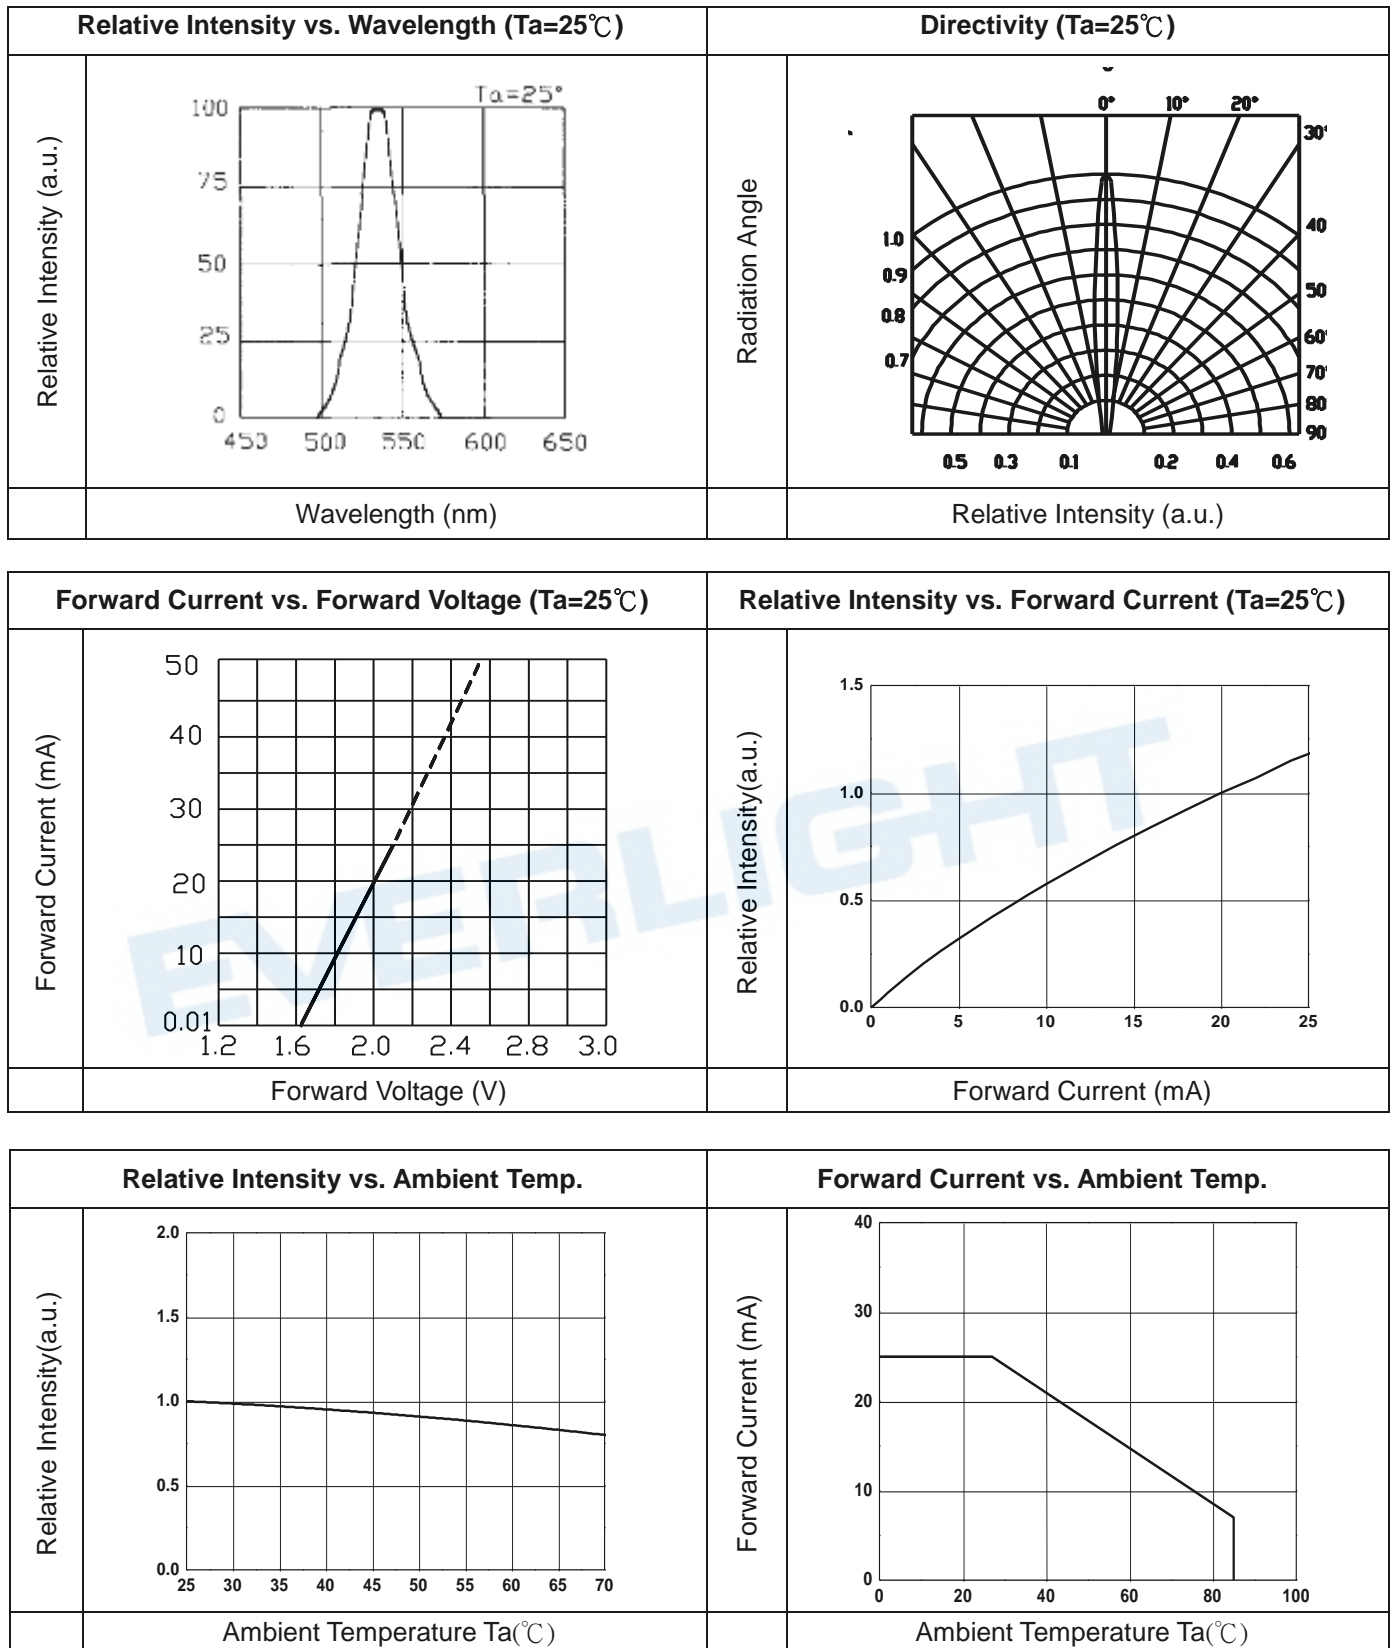 Relative Intensity vs. Wavelength (Ta=25℃)
Directivity (Ta=25℃)
Relative Intensity (a.u.)
Ta=25°
100
75
50
25
0
450 500 550 600 650
Wavelength (nm)
Radiation Angle
0° 10° 20°
30°
40
50
60°
70°
80
90
1.0
0.9
0.8
0.7
0.5 0.3 0.1 0.2 0.4 0.6
Relative Intensity (a.u.)
Forward Current vs. Forward Voltage (Ta=25℃)
Relative Intensity vs. Forward Current (Ta=25℃)
Forward Current (mA)
50
40
30
20
10
0.01
1.2 1.6 2.0 2.4 2.8 3.0
Forward Voltage (V)
Relative Intensity(a.u.)
1.5
1.0
0.5
0.0
0 5 10 15 20 25
Forward Current (mA)
EVERLIGHT
Relative Intensity vs. Ambient Temp.
Forward Current vs. Ambient Temp.
Relative Intensity(a.u.)
2.0
1.5
1.0
0.5
0.0
25 30 35 40 45 50 55 60 65 70
Ambient Temperature Ta(℃)
Forward Current (mA)
40
30
20
10
0
0 20 40 60 80 100
Ambient Temperature Ta(℃)